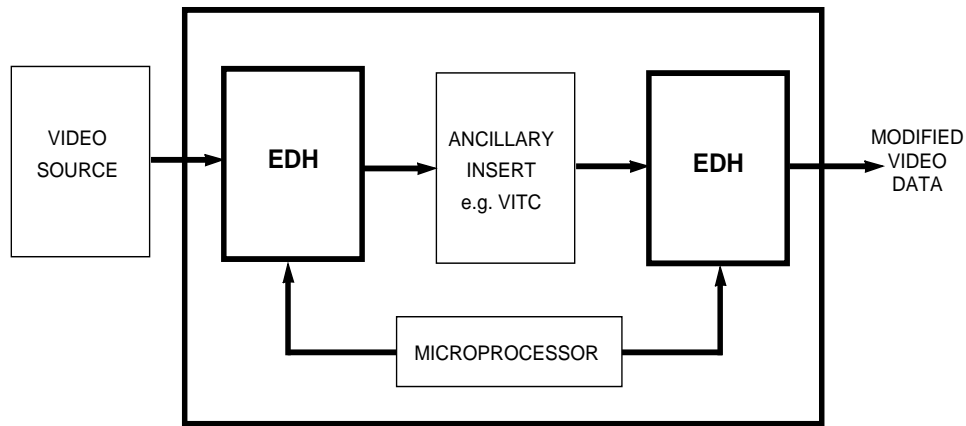 VIDEO
SOURCE
EDH
ANCILLARY
INSERT
e.g. VITC
EDH
MODIFIED
VIDEO
DATA
MICROPROCESSOR